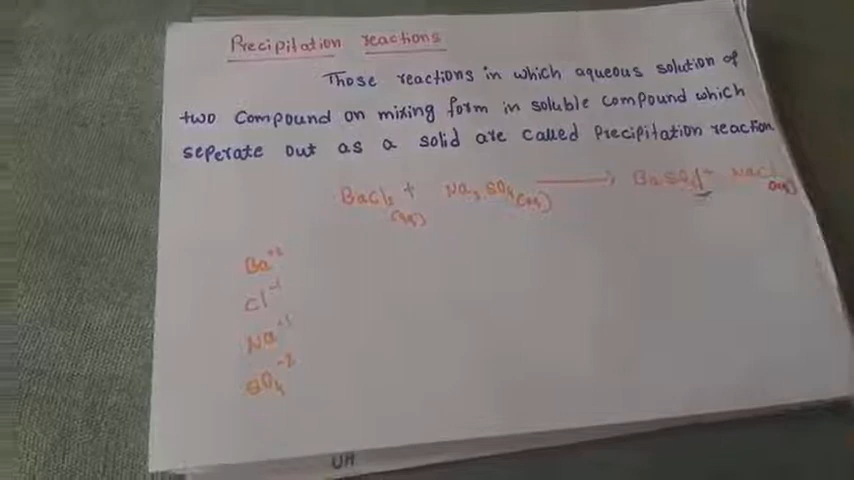 Precipitation reactions
Those reactions in which aqueous solution of
two compound on mixing form in soluble compound which
seperate out as a solid are called Precipitation reaction
BaCl₂ + Na₂SO₄ (aq) → BaSO₄ + NaCl
(aq) (aq)
Ba⁺²
Cl⁻¹
Na⁺¹
SO₄⁻²